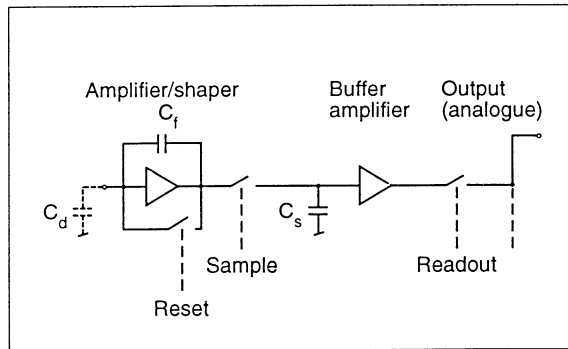 Amplifier/shaper
C_f
Buffer
amplifier
Output
(analogue)
C_d
C_s
Sample
Readout
Reset